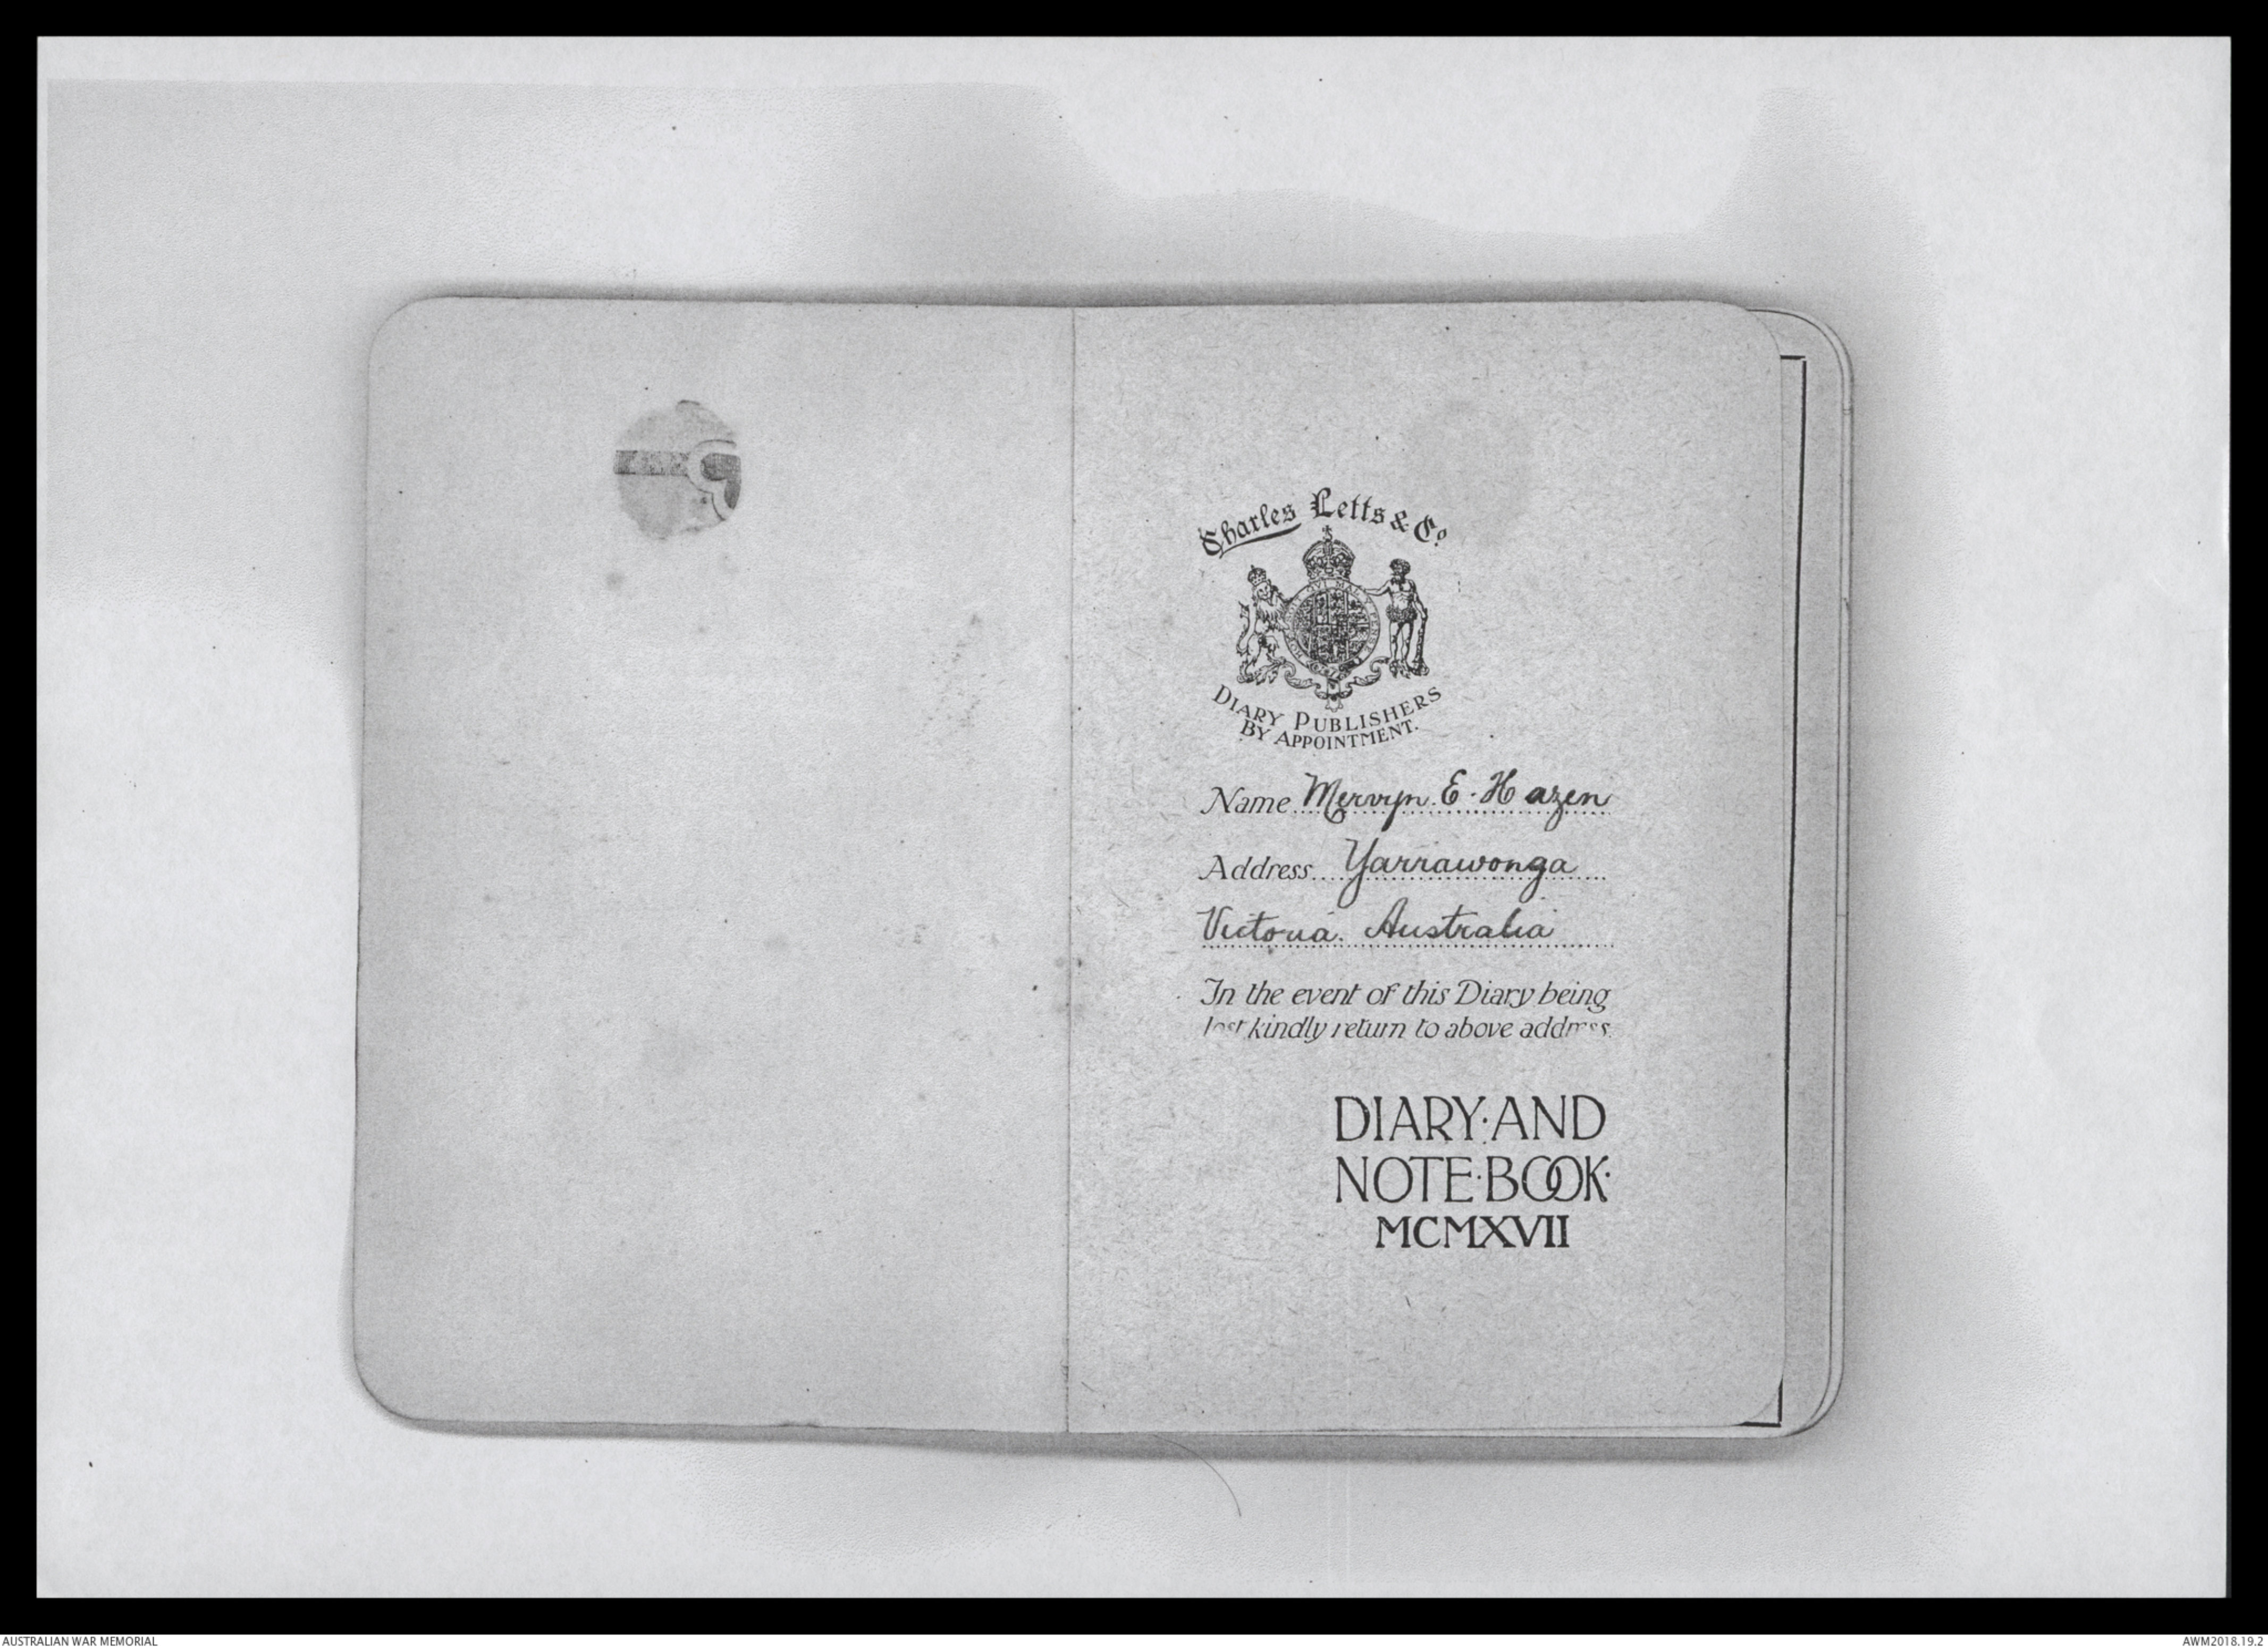 Charles Letts & Co
DIARY PUBLISHERS
BY APPOINTMENT.
Name Mervyn. E. Hazen
Address Yarrawonga
Victoria. Australia
In the event of this Diary being
lost kindly return to above address.
DIARY·AND
NOTE·BOOK·
MCMXVII
AUSTRALIAN WAR MEMORIAL
AWM2018.19.2